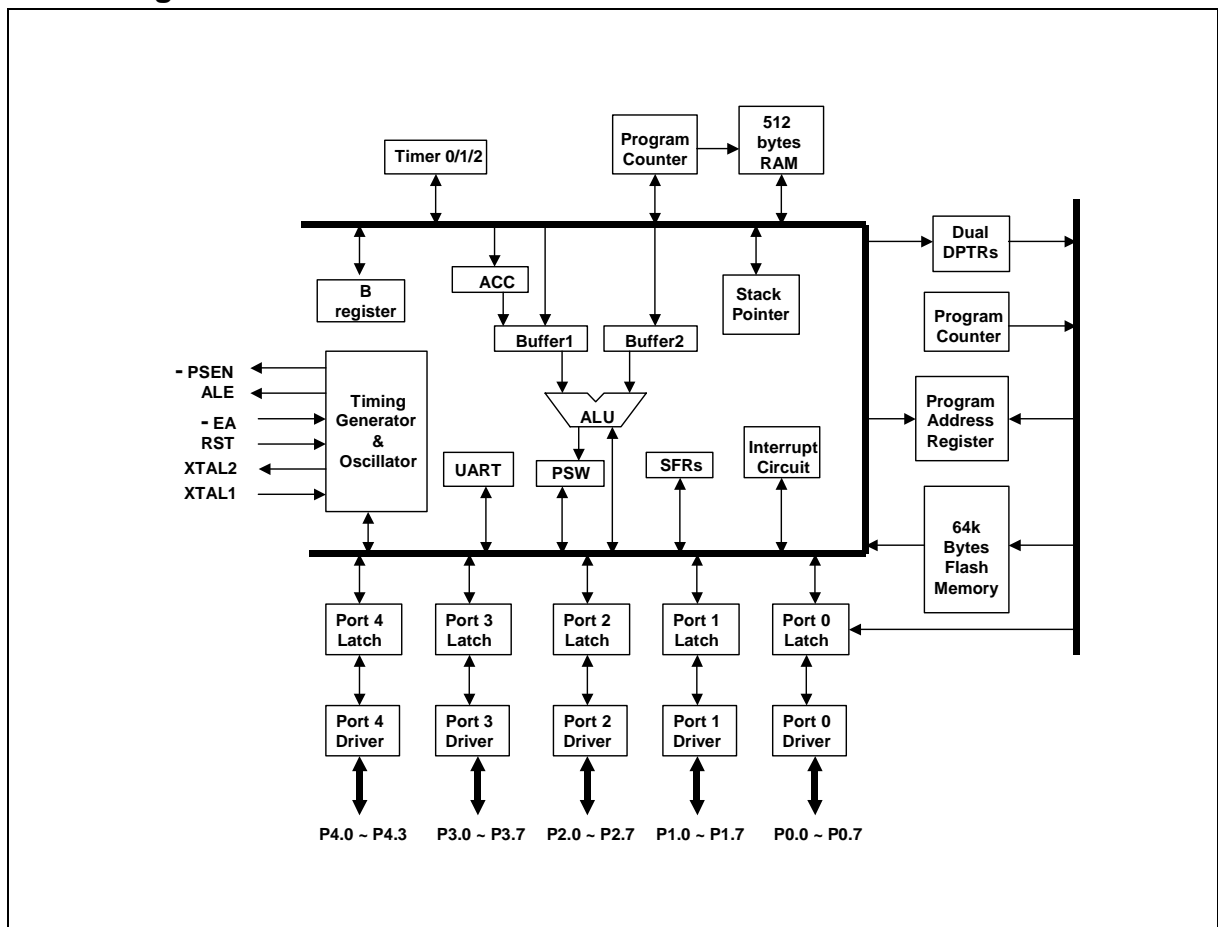 Timer 0/1/2
Program
Counter
512
bytes
RAM
Dual
DPTRs
B
register
ACC
Stack
Pointer
Program
Counter
Buffer1
Buffer2
- PSEN
ALE
- EA
RST
XTAL2
XTAL1
Timing
Generator
&
Oscillator
ALU
Program
Address
Register
UART
PSW
SFRs
Interrupt
Circuit
64k
Bytes
Flash
Memory
Port 4
Latch
Port 3
Latch
Port 2
Latch
Port 1
Latch
Port 0
Latch
Port 4
Driver
Port 3
Driver
Port 2
Driver
Port 1
Driver
Port 0
Driver
P4.0 ~ P4.3
P3.0 ~ P3.7
P2.0 ~ P2.7
P1.0 ~ P1.7
P0.0 ~ P0.7